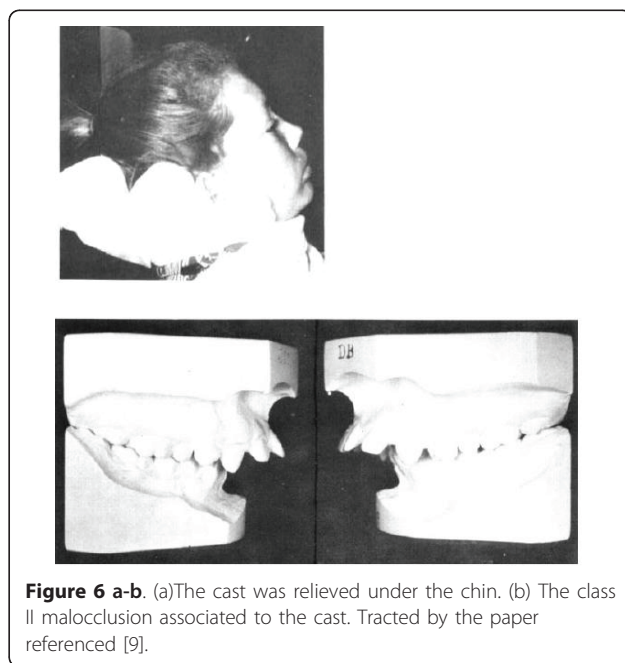 DB
Figure 6 a-b. (a)The cast was relieved under the chin. (b) The class
II malocclusion associated to the cast. Tracted by the paper
referenced [9].